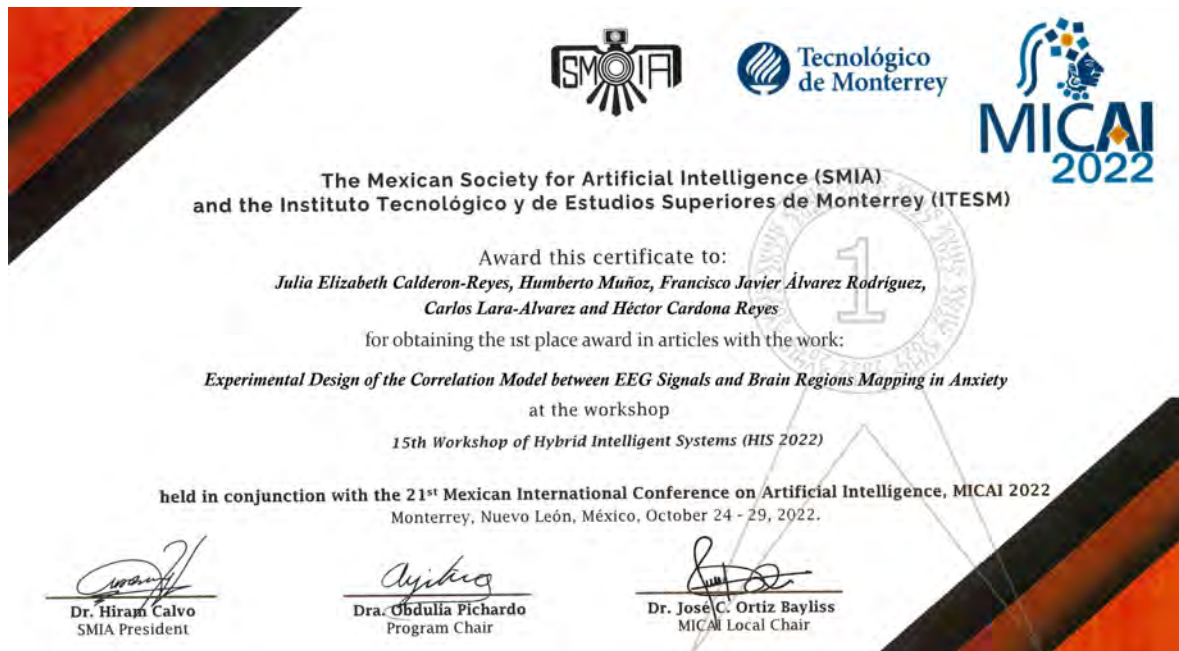 SMIA
Tecnológico
de Monterrey
MICAI
2022
The Mexican Society for Artificial Intelligence (SMIA)
and the Instituto Tecnológico y de Estudios Superiores de Monterrey (ITESM)
Award this certificate to:
Julia Elizabeth Calderon-Reyes, Humberto Muñoz, Francisco Javier Álvarez Rodríguez,
Carlos Lara-Alvarez and Héctor Cardona Reyes
for obtaining the 1st place award in articles with the work:
1
Experimental Design of the Correlation Model between EEG Signals and Brain Regions Mapping in Anxiety
at the workshop
15th Workshop of Hybrid Intelligent Systems (HIS 2022)
held in conjunction with the 21st Mexican International Conference on Artificial Intelligence, MICAI 2022
Monterrey, Nuevo León, México, October 24 - 29, 2022.
Dr. Hiram Calvo
SMIA President
Dra. Obdulia Pichardo
Program Chair
Dr. José C. Ortiz Bayliss
MICAI Local Chair